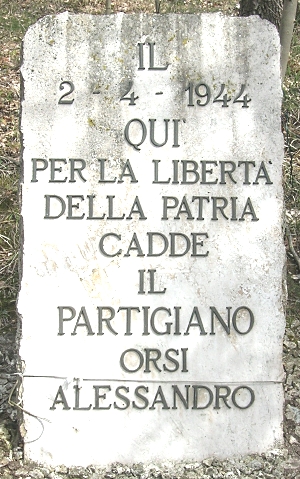 IL
2 - 4 - 1944
QUI'
PER LA LIBERTA'
DELLA PATRIA
CADDE
IL
PARTIGIANO
ORSI
ALESSANDRO